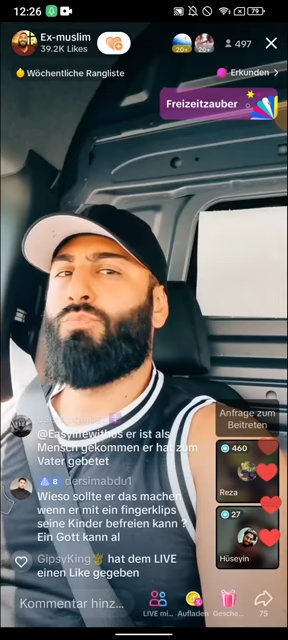 12:26
79
Ex-muslim
39.2K Likes
20+
20+
497
Wöchentliche Rangliste
Erkunden >
Freizeitzauber
@Easylifewithus er ist als
Mensch gekommen er hat zum
Vater gebetet
8 dersimabdu1
Wieso sollte er das machen
wenn er mit ein fingerklips
seine Kinder befreien kann ?
Ein Gott kann al
GipsyKing hat dem LIVE
einen Like gegeben
Anfrage zum
Beitreten
460
Reza
27
Hüseyin
Kommentar hinz...
LIVE mi...
Aufladen
Gesche...
75